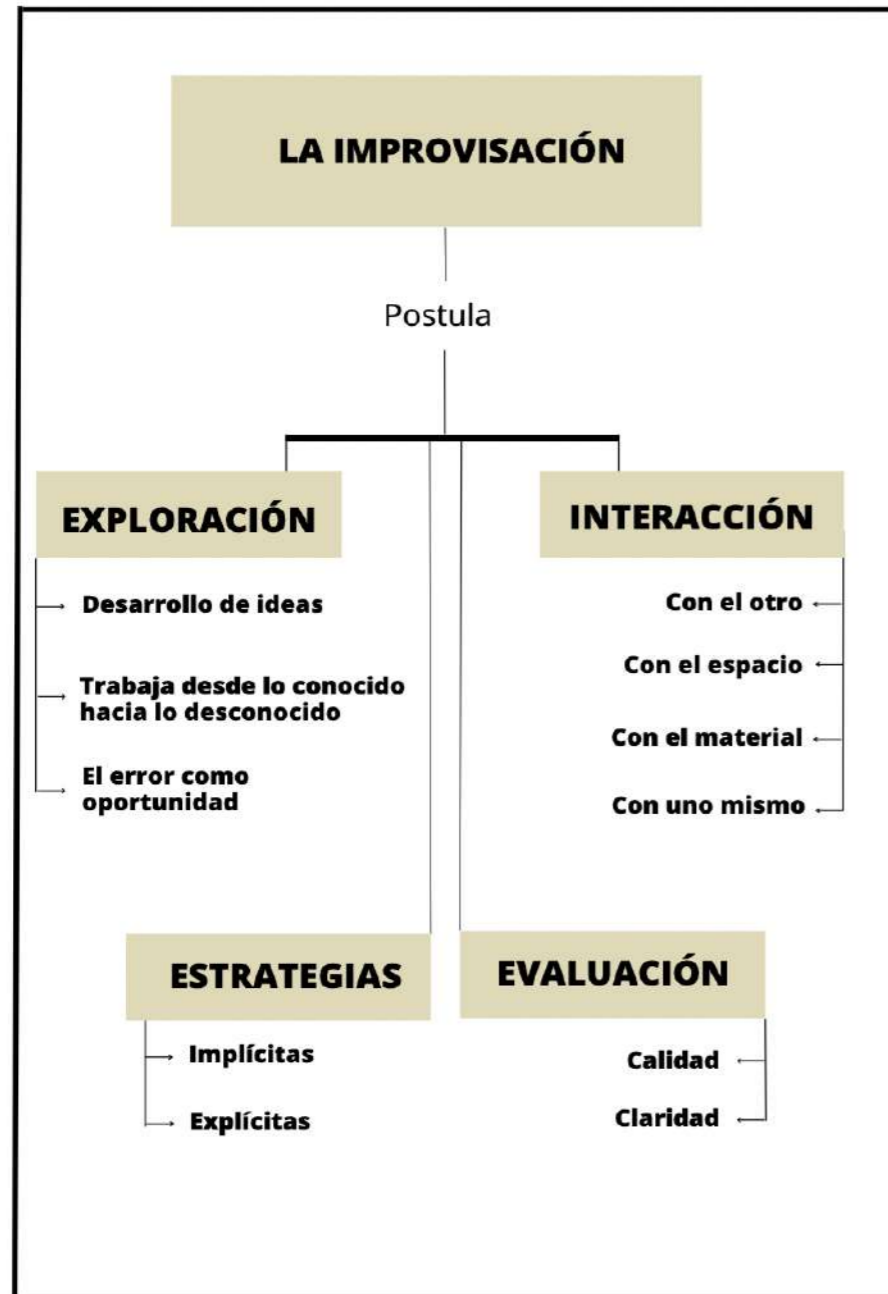 LA IMPROVISACIÓN
Postula
EXPLORACIÓN
Desarrollo de ideas
Trabaja desde lo conocido
hacia lo desconocido
El error como
oportunidad
INTERACCIÓN
Con el otro
Con el espacio
Con el material
Con uno mismo
ESTRATEGIAS
Implícitas
Explícitas
EVALUACIÓN
Calidad
Claridad